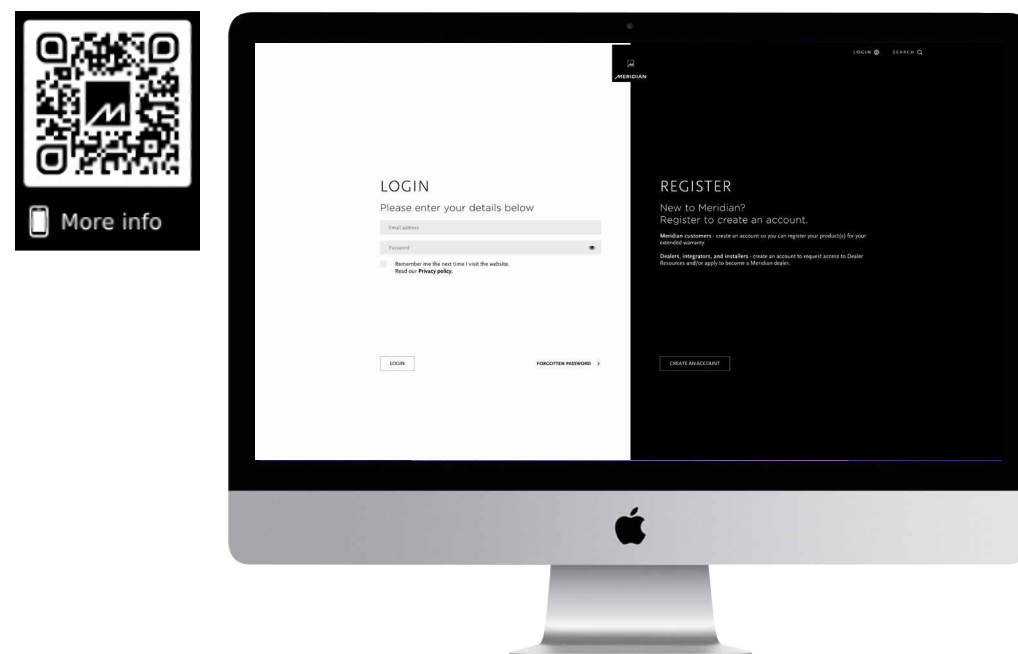 More info
LOGIN
SEARCH
MERIDIAN
LOGIN
Please enter your details below
Email address
Password
Remember me the next time I visit the website.
Read our Privacy policy.
LOGIN
FORGOTTEN PASSWORD >
REGISTER
New to Meridian?
Register to create an account.
Meridian customers - create an account so you can register your product(s) for your
extended warranty.
Dealers, integrators, and installers - create an account to request access to Dealer
Resources and/or apply to become a Meridian dealer.
CREATE AN ACCOUNT